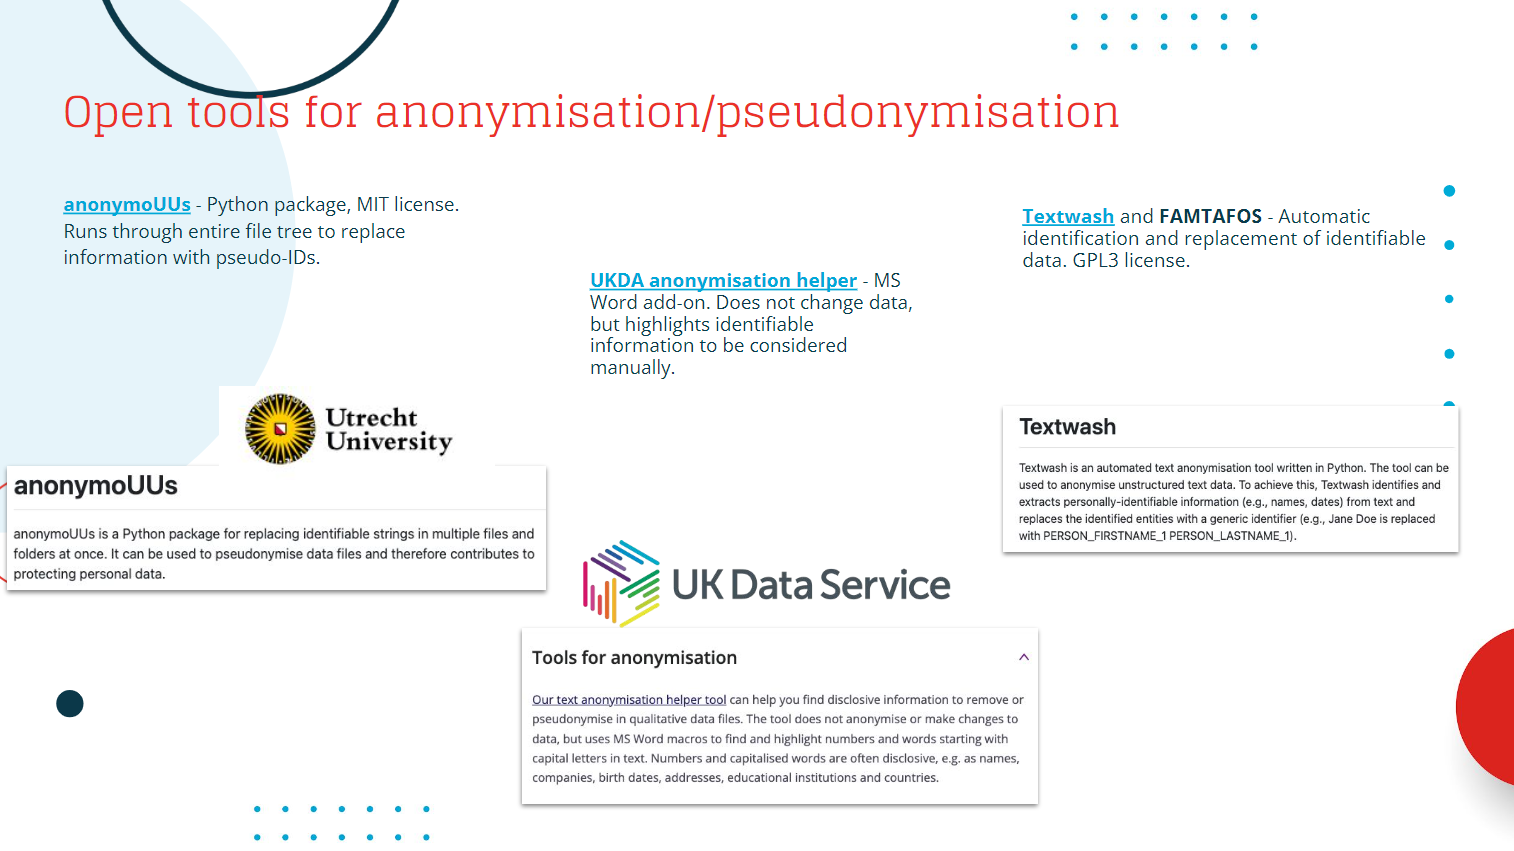 Open tools for anonymisation/pseudonymisation
anonymoUUs - Python package, MIT license.
Runs through entire file tree to replace
information with pseudo-IDs.
UKDA anonymisation helper - MS
Word add-on. Does not change data,
but highlights identifiable
information to be considered
manually.
Textwash and FAMTAFOS - Automatic
identification and replacement of identifiable
data. GPL3 license.
Utrecht
University
anonymoUUs
anonymoUUs is a Python package for replacing identifiable strings in multiple files and
folders at once. It can be used to pseudonymise data files and therefore contributes to
protecting personal data.
UK Data Service
Tools for anonymisation
Our text anonymisation helper tool can help you find disclosive information to remove or
pseudonymise in qualitative data files. The tool does not anonymise or make changes to
data, but uses MS Word macros to find and highlight numbers and words starting with
capital letters in text. Numbers and capitalised words are often disclosive, e.g. as names,
companies, birth dates, addresses, educational institutions and countries.
Textwash
Textwash is an automated text anonymisation tool written in Python. The tool can be
used to anonymise unstructured text data. To achieve this, Textwash identifies and
extracts personally-identifiable information (e.g., names, dates) from text and
replaces the identified entities with a generic identifier (e.g., Jane Doe is replaced
with PERSON_FIRSTNAME_1 PERSON_LASTNAME_1).